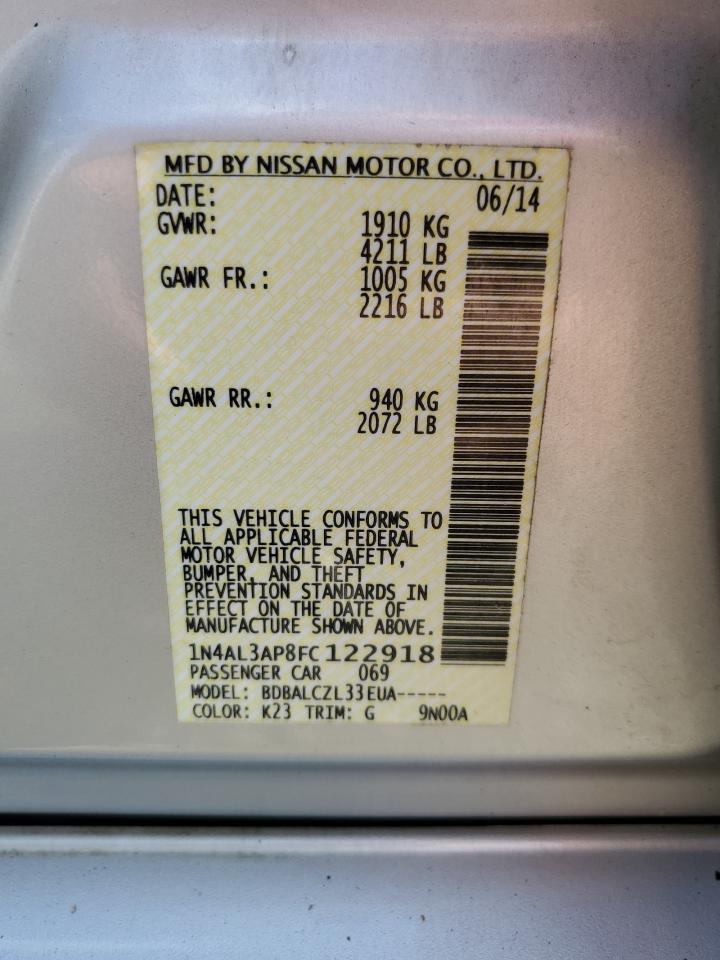 MFD BY NISSAN MOTOR CO., LTD.
DATE: 06/14
GVWR: 1910 KG
4211 LB
GAWR FR.: 1005 KG
2216 LB
GAWR RR.: 940 KG
2072 LB
THIS VEHICLE CONFORMS TO
ALL APPLICABLE FEDERAL
MOTOR VEHICLE SAFETY,
BUMPER, AND THEFT
PREVENTION STANDARDS IN
EFFECT ON THE DATE OF
MANUFACTURE SHOWN ABOVE.
1N4AL3AP8FC122918
PASSENGER CAR 069
MODEL: BDBALCZL33EUA-----
COLOR: K23 TRIM: G 9N00A